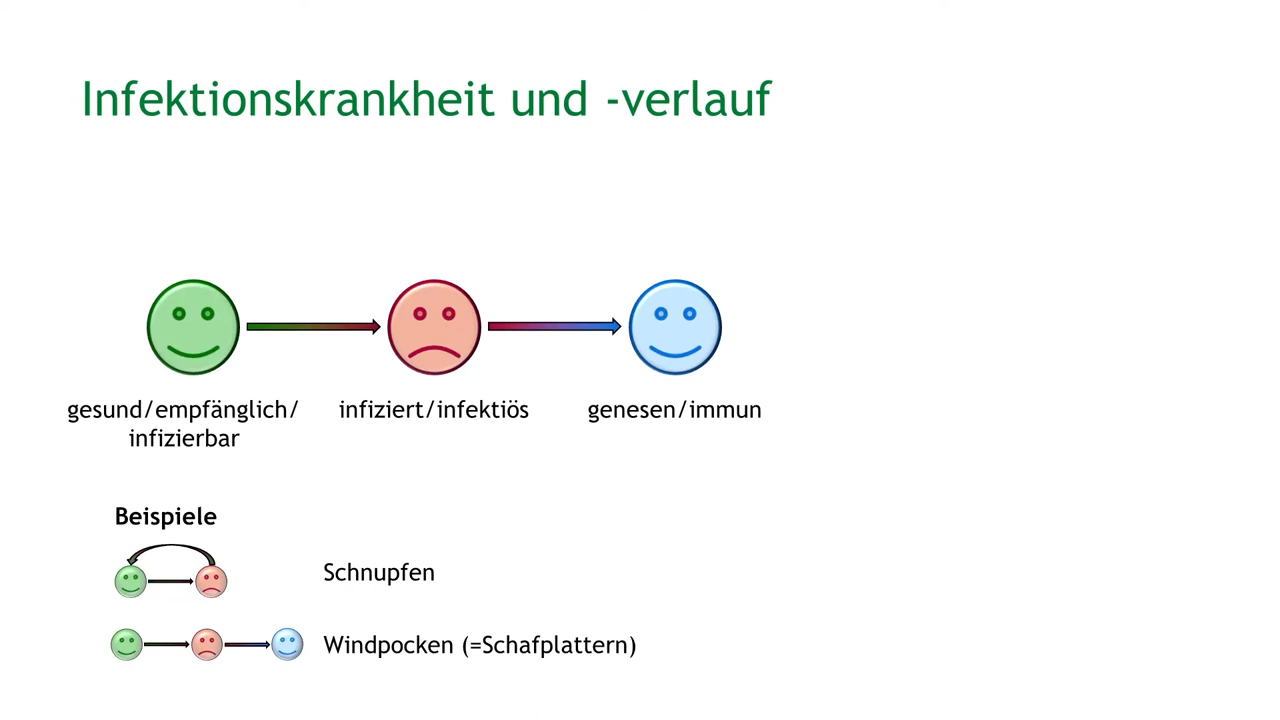 Infektionskrankheit und -verlauf
gesund/empfänglich/
infizierbar
infiziert/infektiös
genesen/immun
Beispiele
Schnupfen
Windpocken (=Schafplattern)